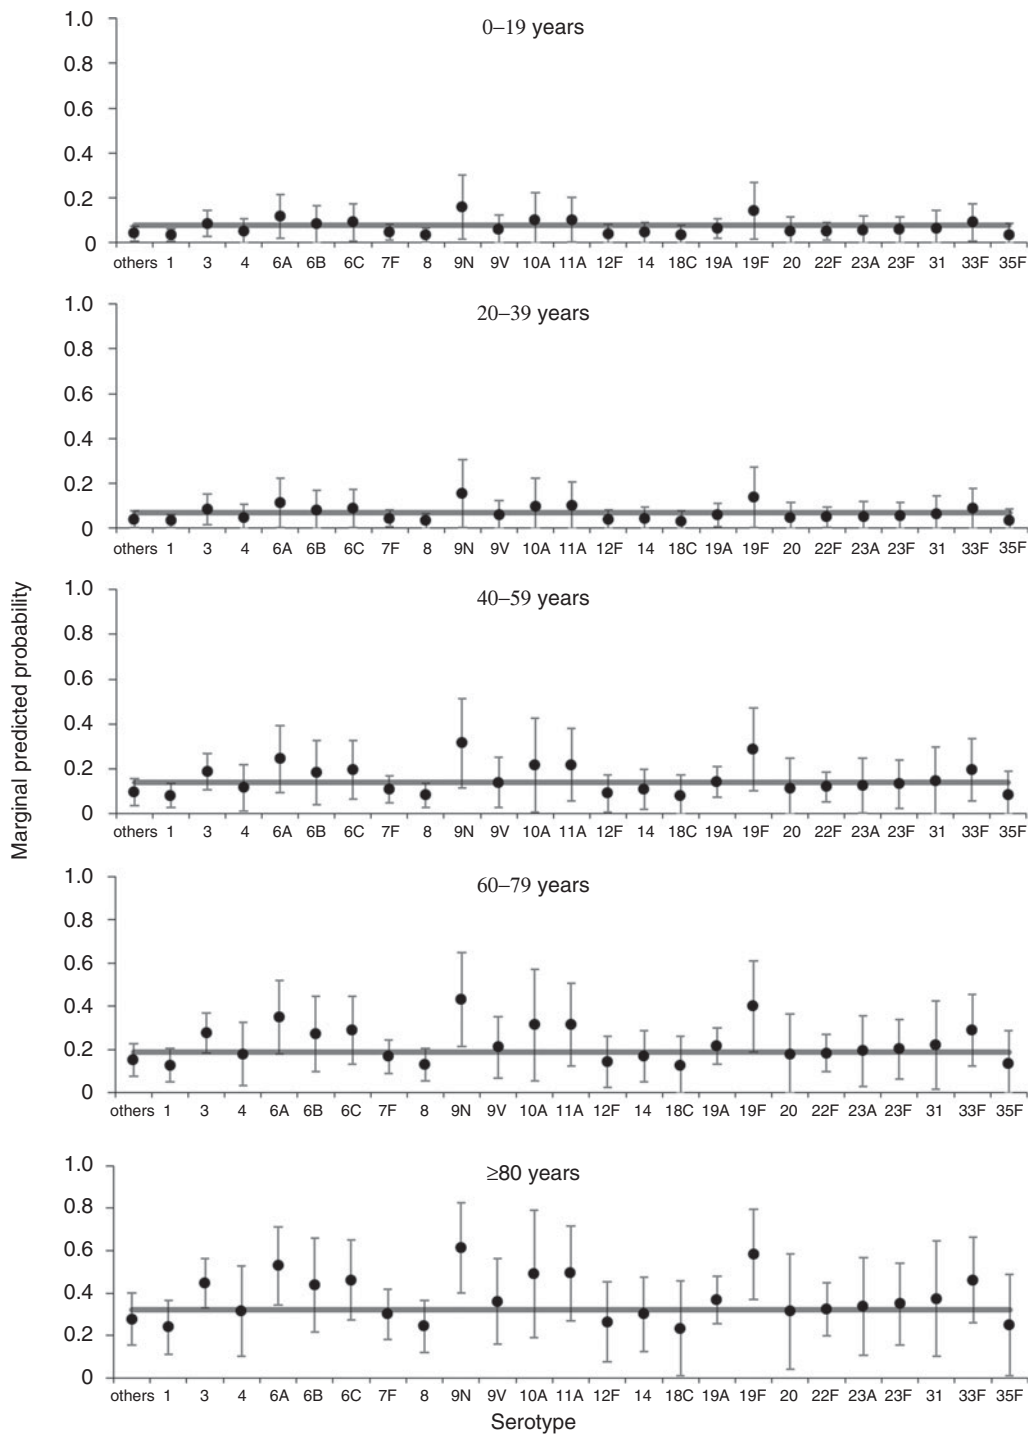 0–19 years
1.0
0.8
0.6
0.4
0.2
0
others 1 3 4 6A 6B 6C 7F 8 9N 9V 10A 11A 12F 14 18C 19A 19F 20 22F 23A 23F 31 33F 35F
20–39 years
1.0
0.8
0.6
0.4
0.2
0
others 1 3 4 6A 6B 6C 7F 8 9N 9V 10A 11A 12F 14 18C 19A 19F 20 22F 23A 23F 31 33F 35F
Marginal predicted probability
40–59 years
1.0
0.8
0.6
0.4
0.2
0
others 1 3 4 6A 6B 6C 7F 8 9N 9V 10A 11A 12F 14 18C 19A 19F 20 22F 23A 23F 31 33F 35F
60–79 years
1.0
0.8
0.6
0.4
0.2
0
others 1 3 4 6A 6B 6C 7F 8 9N 9V 10A 11A 12F 14 18C 19A 19F 20 22F 23A 23F 31 33F 35F
≥80 years
1.0
0.8
0.6
0.4
0.2
0
others 1 3 4 6A 6B 6C 7F 8 9N 9V 10A 11A 12F 14 18C 19A 19F 20 22F 23A 23F 31 33F 35F
Serotype